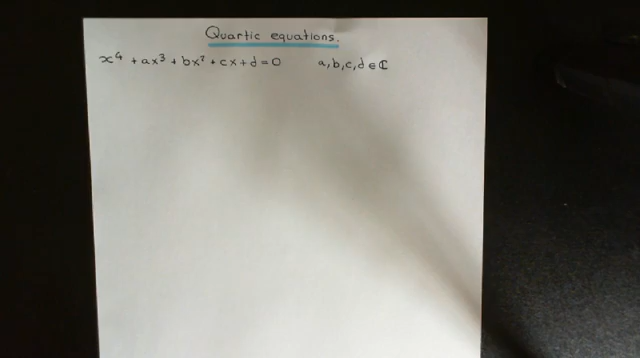 Quartic equations.
x⁴ + ax³ + bx² + cx + d = 0 a, b, c, d ∈ ℂ